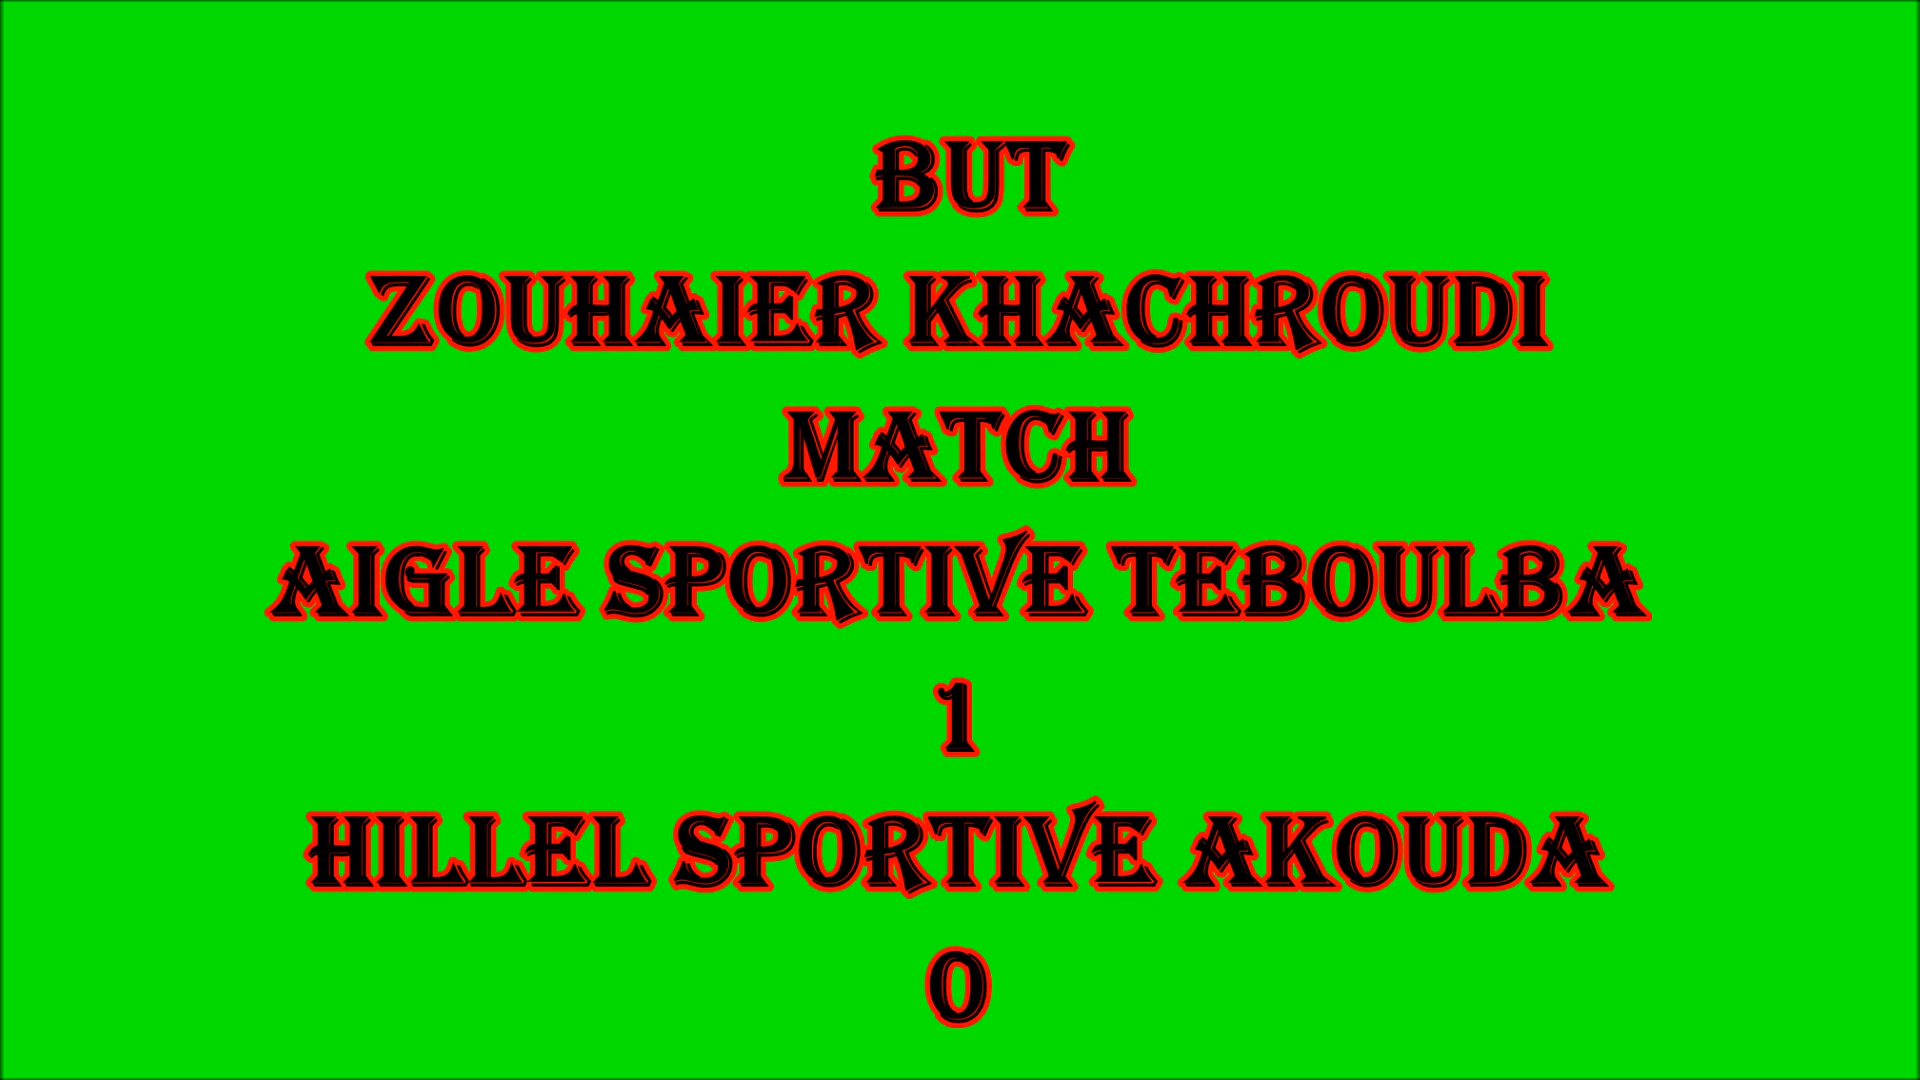 BUT
ZOUHAIER KHACHROUDI
MATCH
AIGLE SPORTIVE TEBOULBA
1
HILLEL SPORTIVE AKOUDA
0